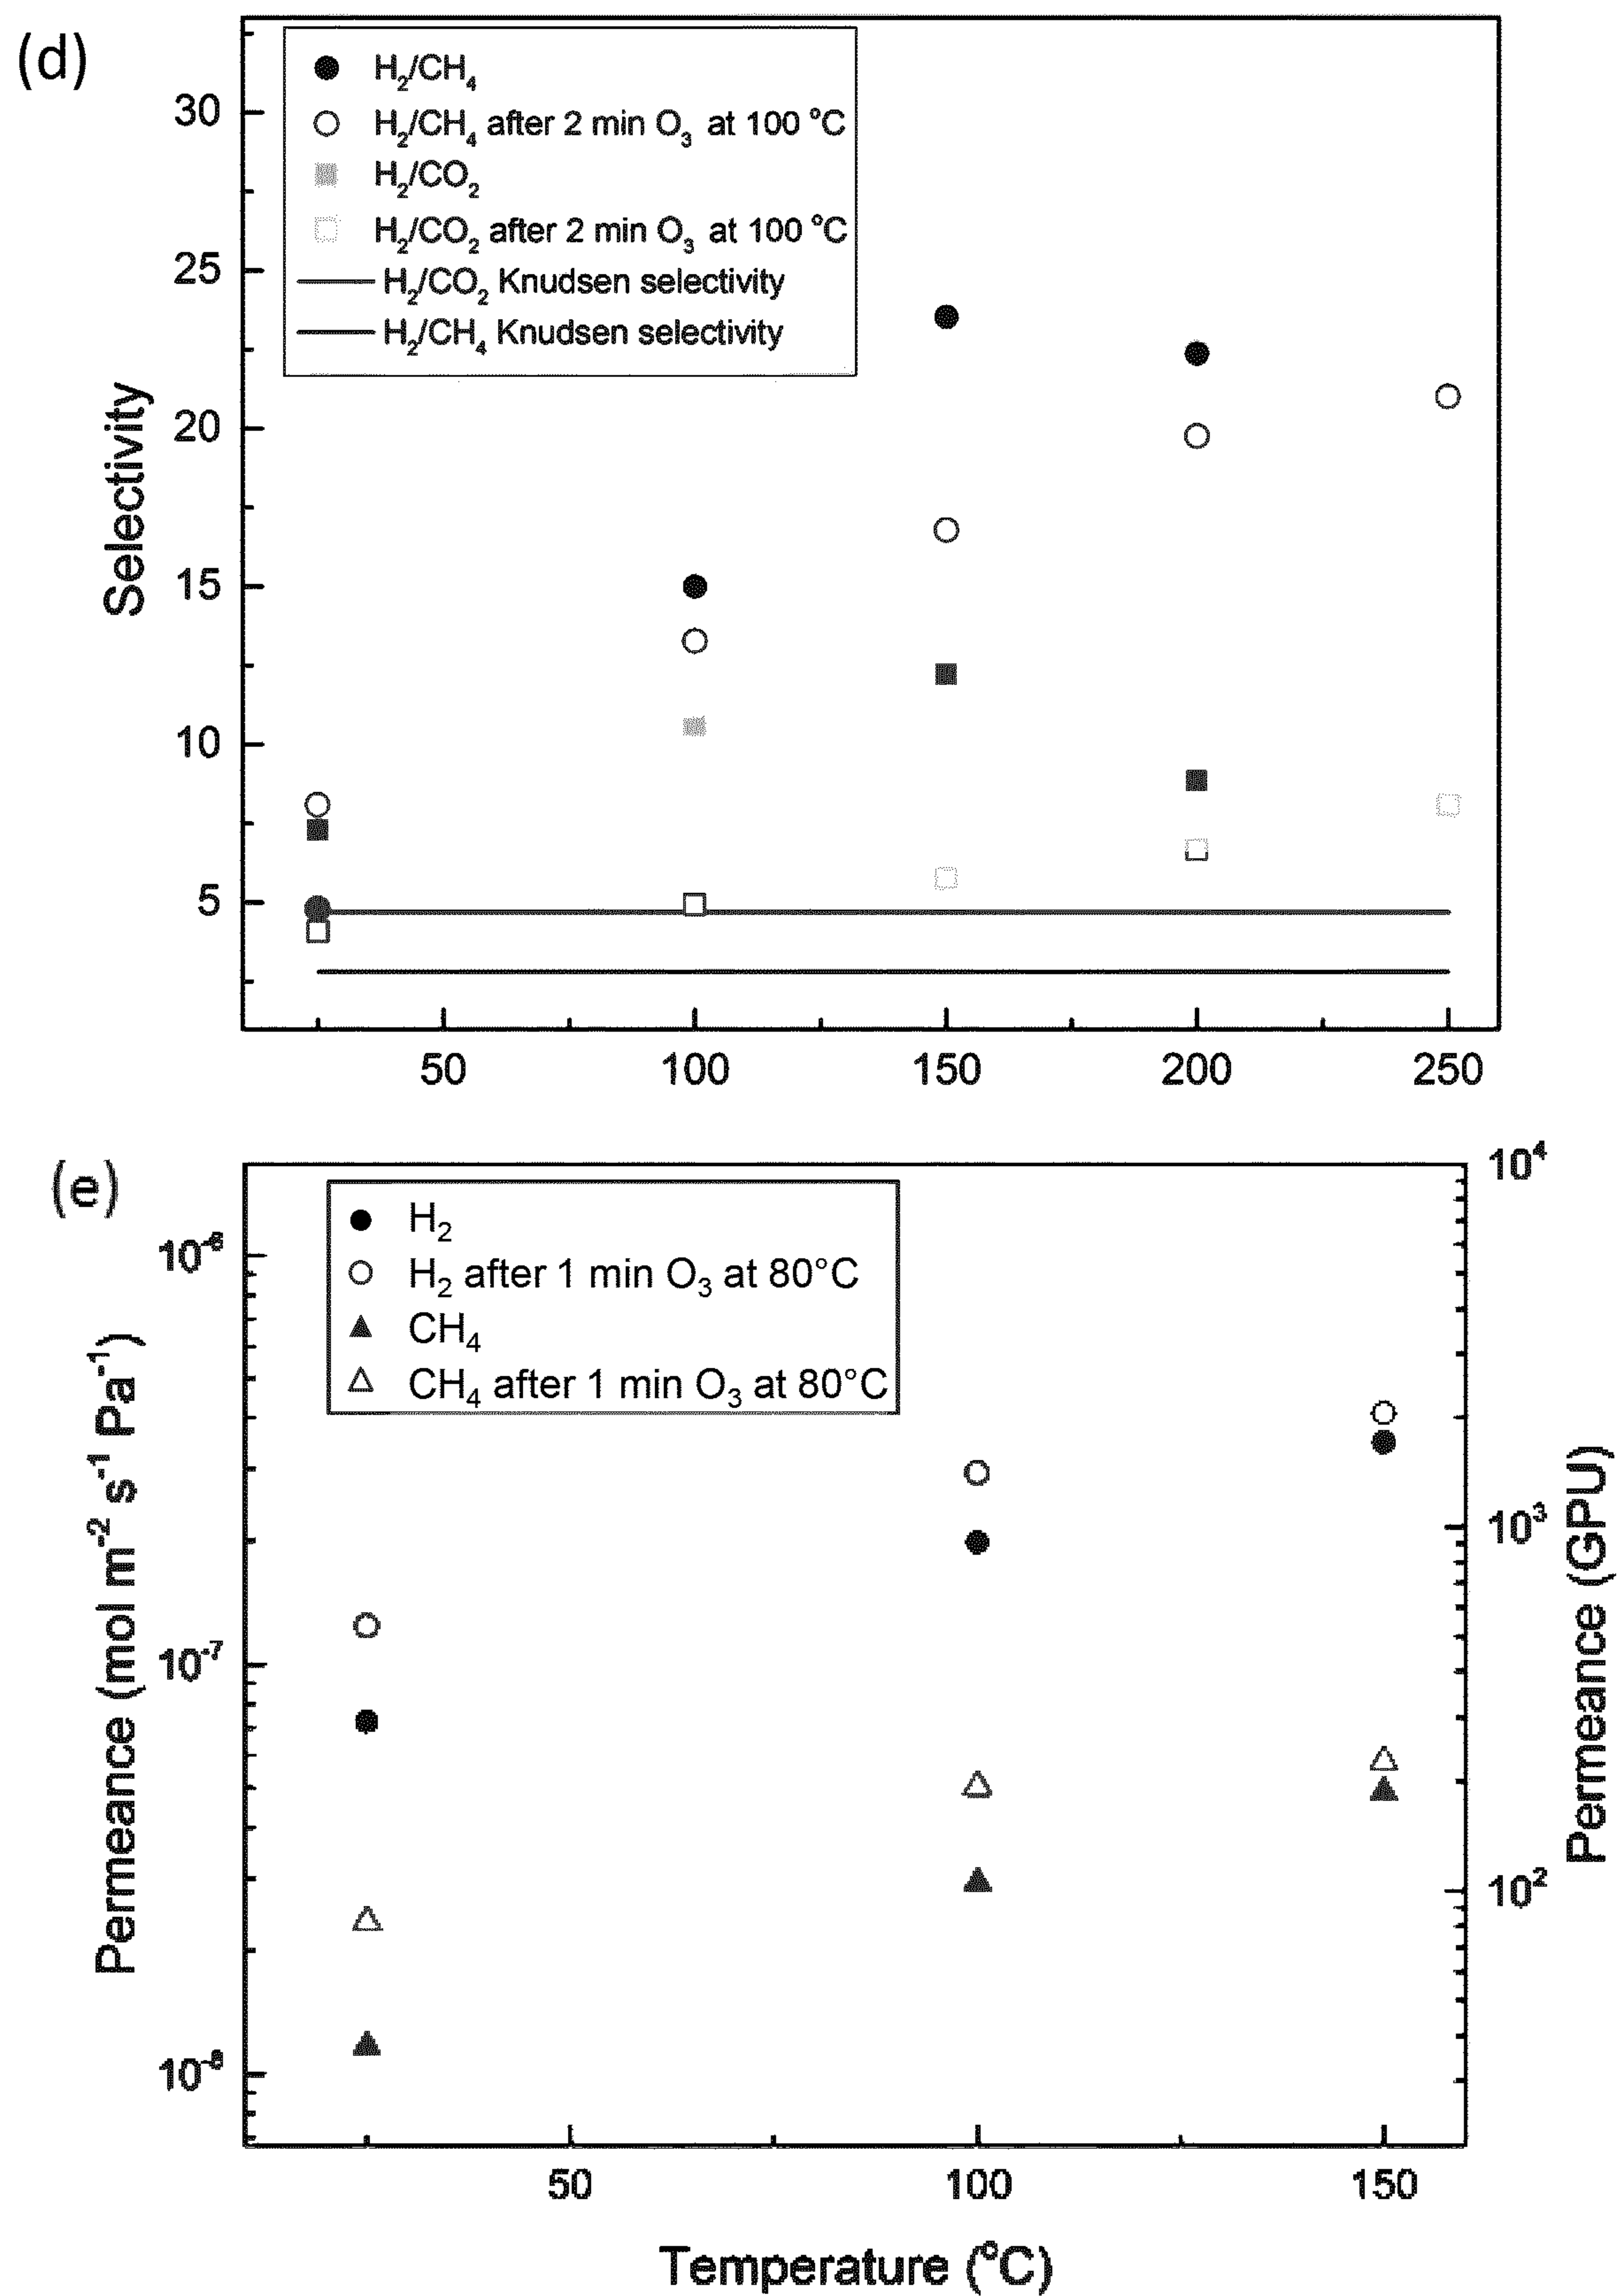 (d)
H₂/CH₄
H₂/CH₄ after 2 min O₃ at 100 °C
H₂/CO₂
H₂/CO₂ after 2 min O₃ at 100 °C
H₂/CO₂ Knudsen selectivity
H₂/CH₄ Knudsen selectivity
Selectivity
30
25
20
15
10
5
50 100 150 200 250
(e)
H₂
H₂ after 1 min O₃ at 80°C
CH₄
CH₄ after 1 min O₃ at 80°C
Permeance (mol m⁻² s⁻¹ Pa⁻¹)
10⁻⁶
10⁻⁷
10⁻⁸
Permeance (GPU)
10⁴
10³
10²
50 100 150
Temperature (°C)